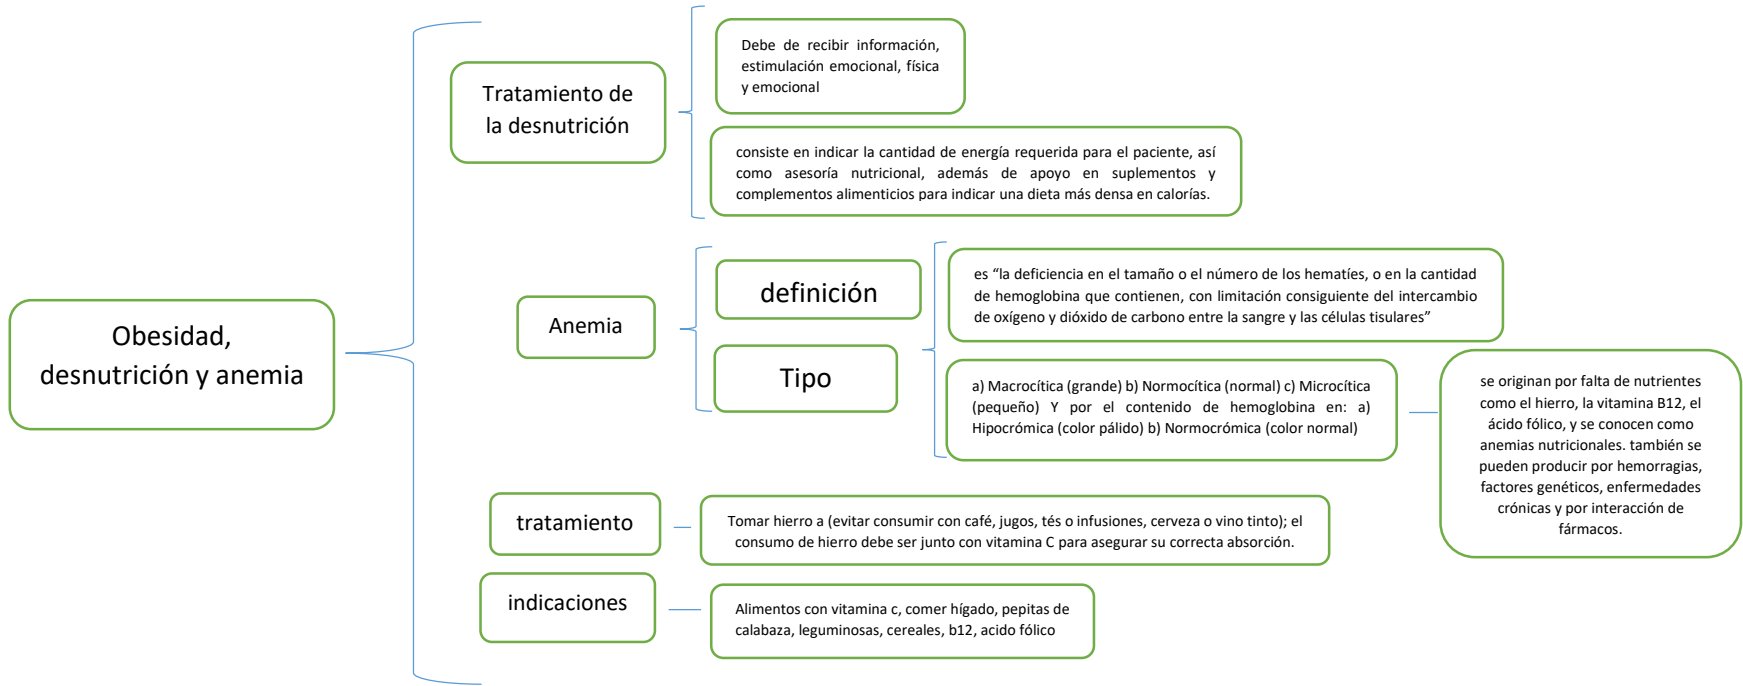 Obesidad,
desnutrición y anemia
Tratamiento de
la desnutrición
Debe de recibir información,
estimulación emocional, física
y emocional
consiste en indicar la cantidad de energía requerida para el paciente, así
como asesoría nutricional, además de apoyo en suplementos y
complementos alimenticios para indicar una dieta más densa en calorías.
Anemia
definición
es “la deficiencia en el tamaño o el número de los hematíes, o en la cantidad
de hemoglobina que contienen, con limitación consiguiente del intercambio
de oxígeno y dióxido de carbono entre la sangre y las células tisulares”
Tipo
a) Macrocítica (grande) b) Normocítica (normal) c) Microcítica
(pequeño) Y por el contenido de hemoglobina en: a)
Hipocrómica (color pálido) b) Normocrómica (color normal)
se originan por falta de nutrientes
como el hierro, la vitamina B12, el
ácido fólico, y se conocen como
anemias nutricionales. también se
pueden producir por hemorragias,
factores genéticos, enfermedades
crónicas y por interacción de
fármacos.
tratamiento
Tomar hierro a (evitar consumir con café, jugos, tés o infusiones, cerveza o vino tinto); el
consumo de hierro debe ser junto con vitamina C para asegurar su correcta absorción.
indicaciones
Alimentos con vitamina c, comer hígado, pepitas de
calabaza, leguminosas, cereales, b12, acido fólico